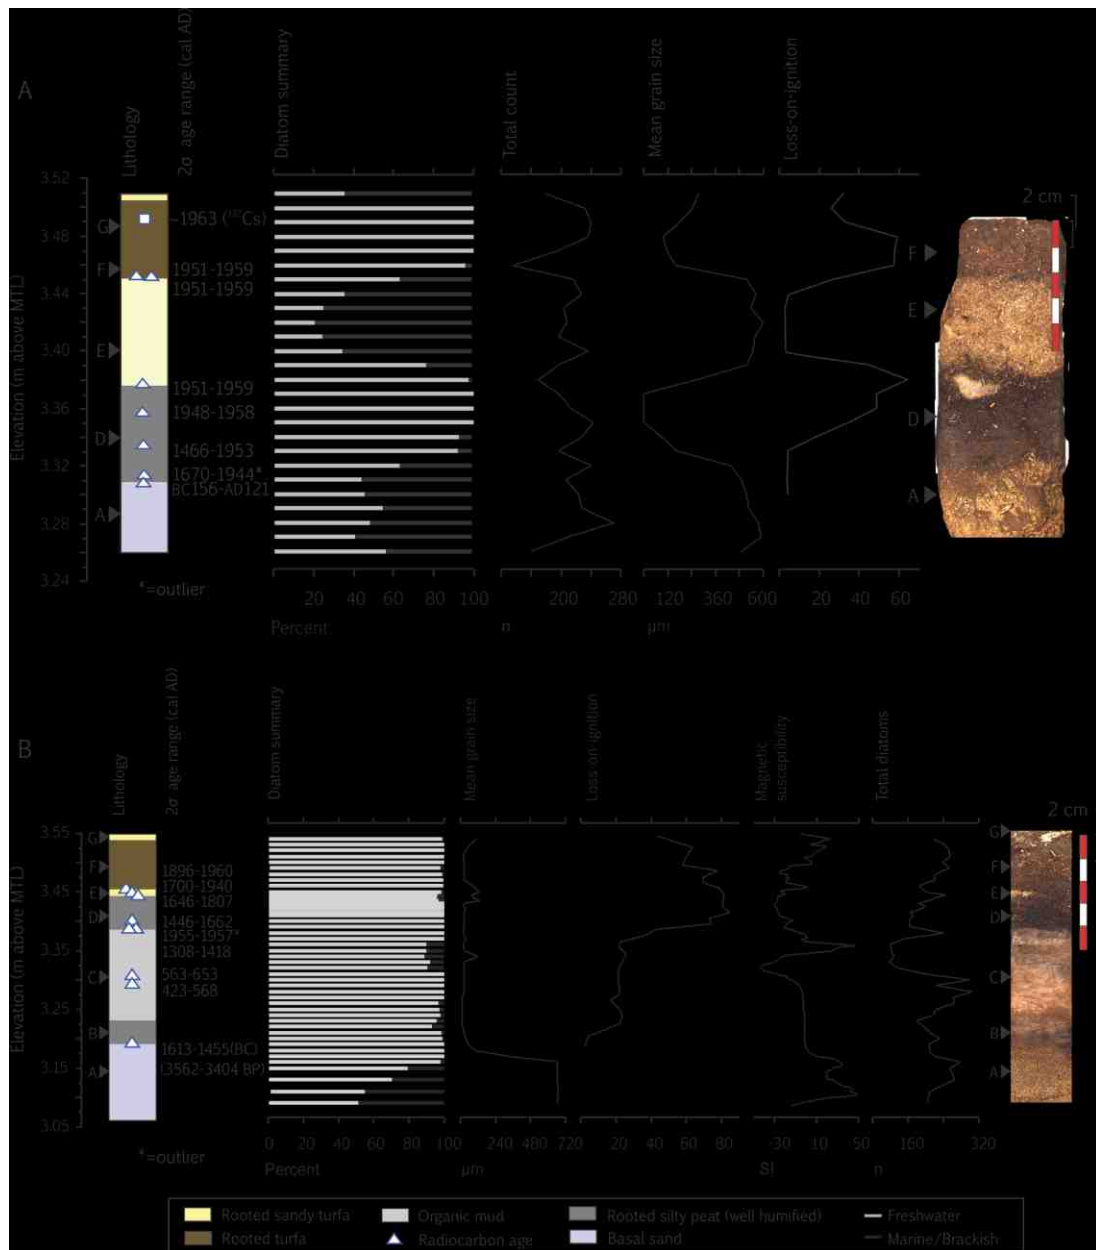 A
Lithology
2σ age range (cal AD)
Diatom summary
Total count
Mean grain size
Loss-on-ignition
Elevation (m above MTL)
3.52
3.48
3.44
3.40
3.36
3.32
3.28
3.24
G
F
E
D
A
~1963 (¹³⁷Cs)
1951-1959
1951-1959
1951-1959
1948-1958
1466-1953
1670-1944*
BC156-AD121
*=outlier
20 40 60 80 100
Percent
200 280
n
120 360 600
µm
20 40 60
2 cm
F
E
D
A
B
Lithology
2σ age range (cal AD)
Diatom summary
Mean grain size
Loss-on-ignition
Magnetic
susceptibility
Total diatoms
Elevation (m above MTL)
3.55
3.45
3.35
3.25
3.15
3.05
G
F
E
D
C
B
A
1896-1960
1700-1940
1646-1807
1446-1662
1955-1957*
1308-1418
563-653
423-568
1613-1455(BC)
(3562-3404 BP)
*=outlier
0 20 40 60 80 100
Percent
240 480 720
µm
20 40 60 80
-30 10 50
SI
160 320
n
2 cm
G
F
E
D
C
B
A
Rooted sandy turfa
Organic mud
Rooted silty peat (well humified)
Freshwater
Rooted turfa
Radiocarbon age
Basal sand
Marine/Brackish